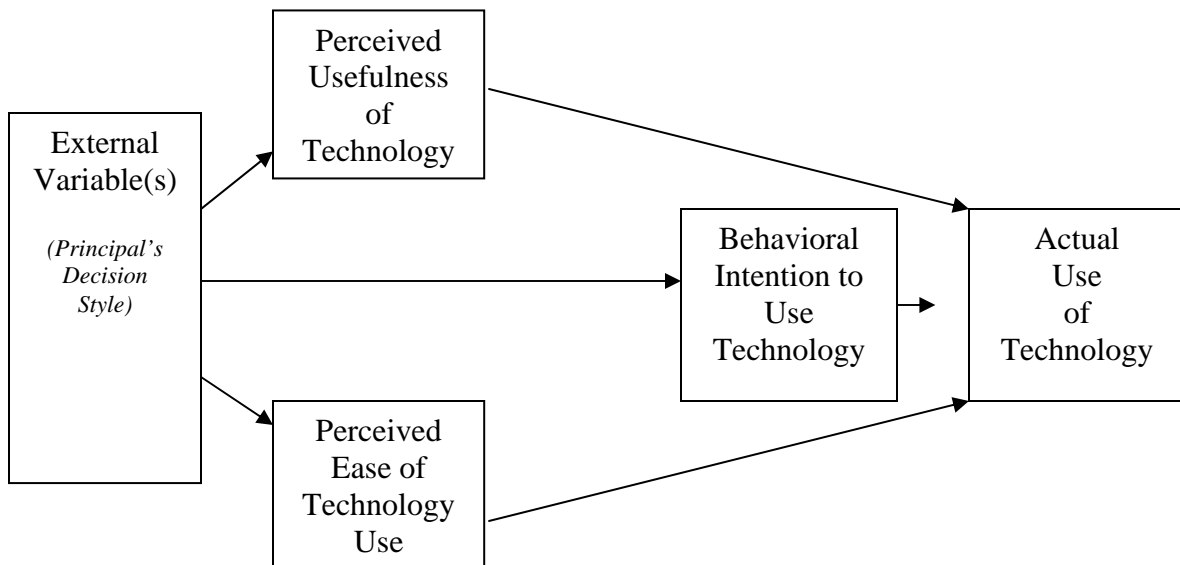 External
Variable(s)
(Principal's
Decision
Style)
Perceived
Usefulness
of
Technology
Perceived
Ease of
Technology
Use
Behavioral
Intention to
Use
Technology
Actual
Use
of
Technology